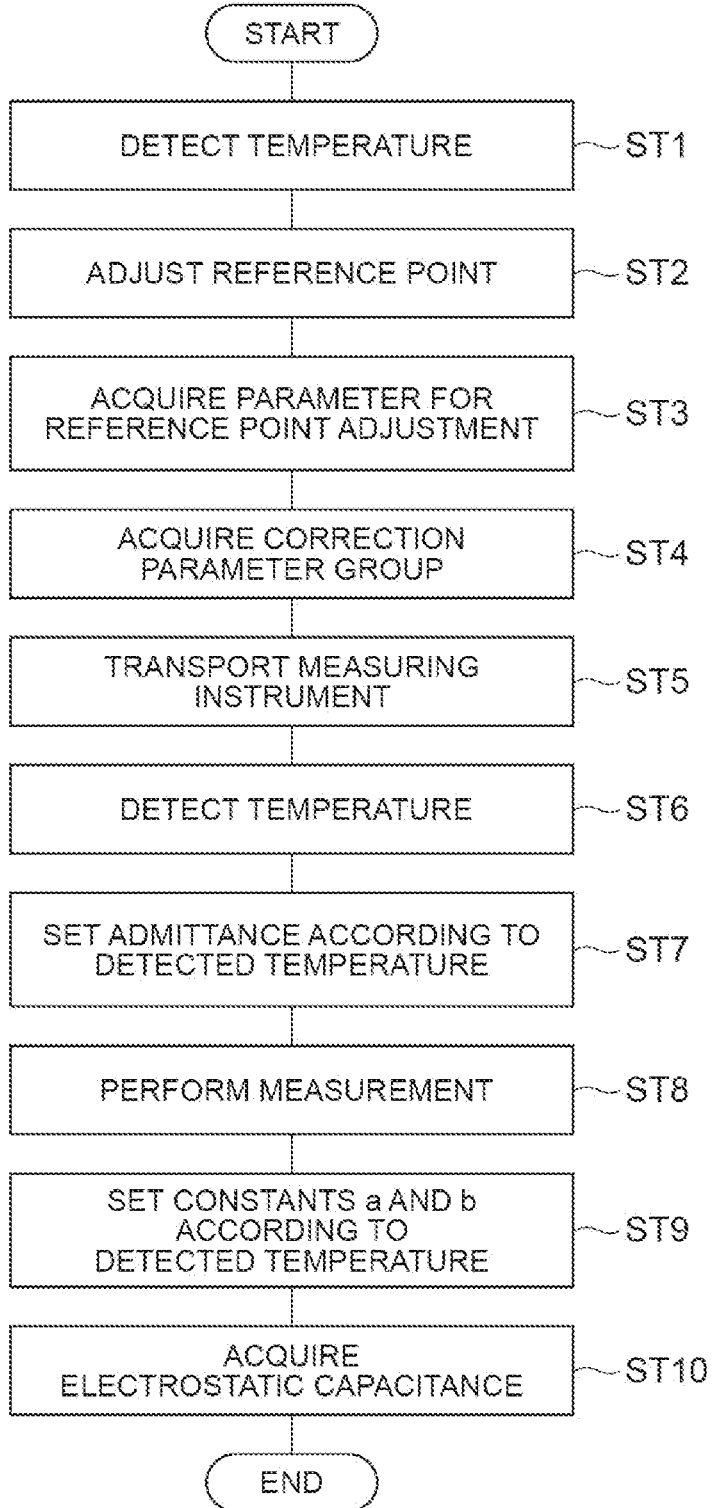 START
DETECT TEMPERATURE
ST1
ADJUST REFERENCE POINT
ST2
ACQUIRE PARAMETER FOR
REFERENCE POINT ADJUSTMENT
ST3
ACQUIRE CORRECTION
PARAMETER GROUP
ST4
TRANSPORT MEASURING
INSTRUMENT
ST5
DETECT TEMPERATURE
ST6
SET ADMITTANCE ACCORDING TO
DETECTED TEMPERATURE
ST7
PERFORM MEASUREMENT
ST8
SET CONSTANTS a AND b
ACCORDING TO
DETECTED TEMPERATURE
ST9
ACQUIRE
ELECTROSTATIC CAPACITANCE
ST10
END